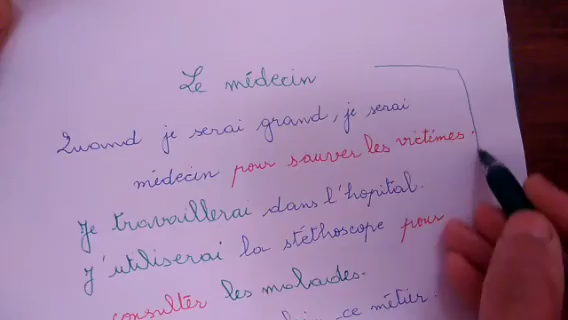 Le médecin
Quand je serai grand, je serai
médecin pour sauver les victimes.
Je travaillerai dans l'hopital.
J'utiliserai la stéthoscope pour
consulter les malades.
ce métier.